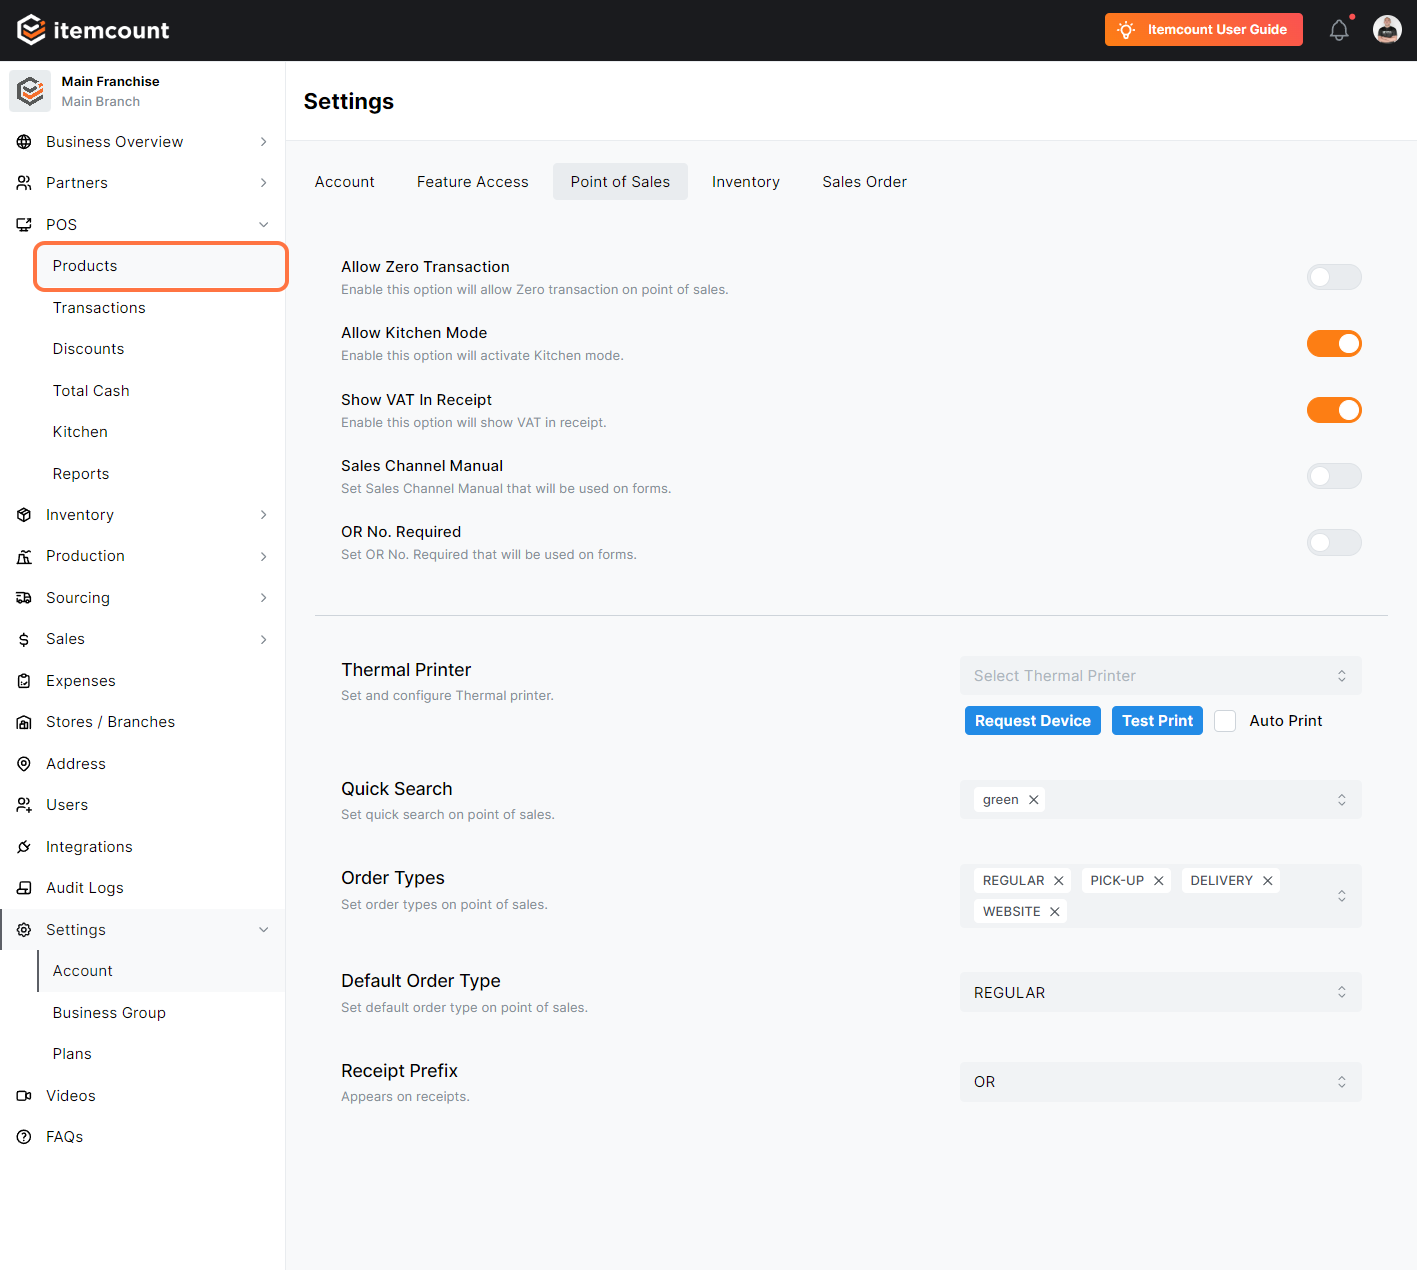 itemcount
Itemcount User Guide
Main Franchise
Main Branch
Business Overview
Partners
POS
Products
Transactions
Discounts
Total Cash
Kitchen
Reports
Inventory
Production
Sourcing
Sales
Expenses
Stores / Branches
Address
Users
Integrations
Audit Logs
Settings
Account
Business Group
Plans
Videos
FAQs
Settings
Account Feature Access Point of Sales Inventory Sales Order
Allow Zero Transaction
Enable this option will allow Zero transaction on point of sales.
Allow Kitchen Mode
Enable this option will activate Kitchen mode.
Show VAT In Receipt
Enable this option will show VAT in receipt.
Sales Channel Manual
Set Sales Channel Manual that will be used on forms.
OR No. Required
Set OR No. Required that will be used on forms.
Thermal Printer
Set and configure Thermal printer.
Select Thermal Printer
Request Device Test Print Auto Print
Quick Search
Set quick search on point of sales.
green
Order Types
Set order types on point of sales.
REGULAR PICK-UP DELIVERY
WEBSITE
Default Order Type
Set default order type on point of sales.
REGULAR
Receipt Prefix
Appears on receipts.
OR